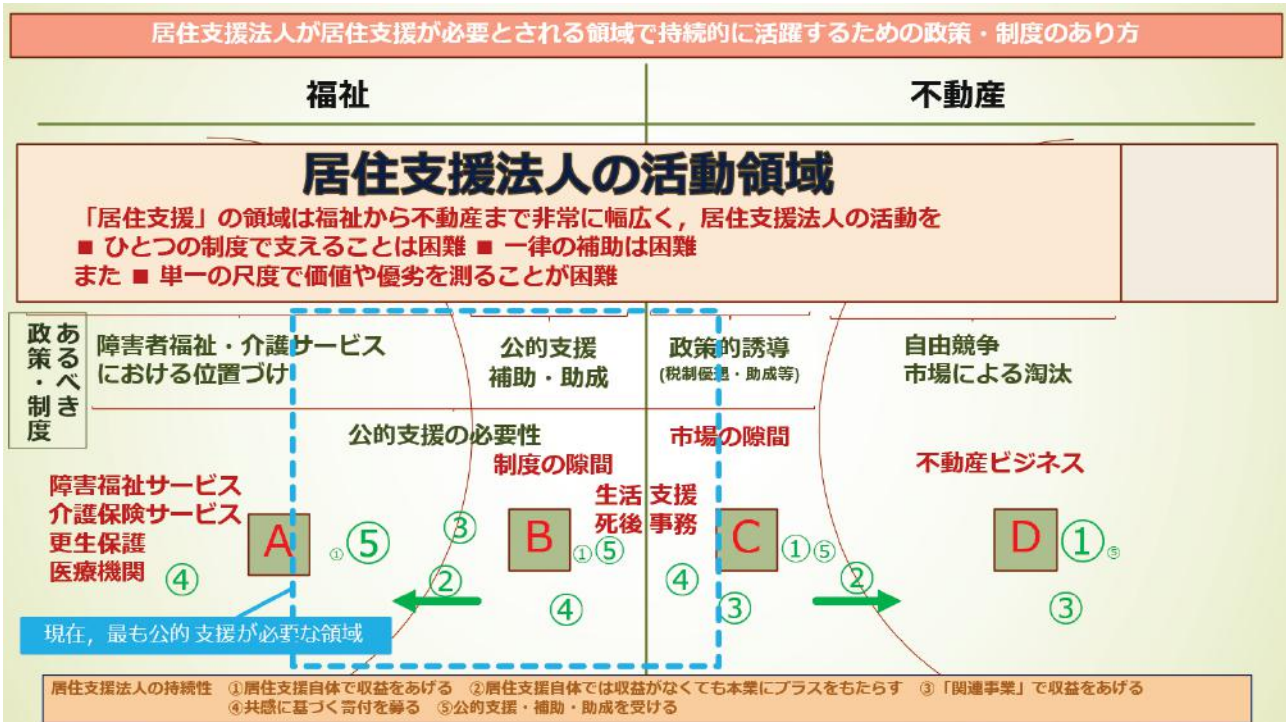 居住支援法人が居住支援が必要とされる領域で持続的に活躍するための政策・制度のあり方
福祉
不動産
居住支援法人の活動領域
「居住支援」の領域は福祉から不動産まで非常に幅広く，居住支援法人の活動を
■ ひとつの制度で支えることは困難 ■ 一律の補助は困難
また ■ 単一の尺度で価値や優劣を測ることが困難
あるべき
政策・制度
障害者福祉・介護サービス
における位置づけ
公的支援
補助・助成
政策的誘導
(税制優遇・助成等)
自由競争
市場による淘汰
公的支援の必要性
市場の隙間
制度の隙間
不動産ビジネス
障害福祉サービス
介護保険サービス
更生保護
医療機関
生活 支援
死後 事務
A
①⑤
③
B
①⑤
C
①⑤
D
①⑤
④
②
④
④
③
②
③
現在，最も公的支援が必要な領域
居住支援法人の持続性 ①居住支援自体で収益をあげる ②居住支援自体では収益がなくても本業にプラスをもたらす ③「関連事業」で収益をあげる
④共感に基づく寄付を募る ⑤公的支援・補助・助成を受ける